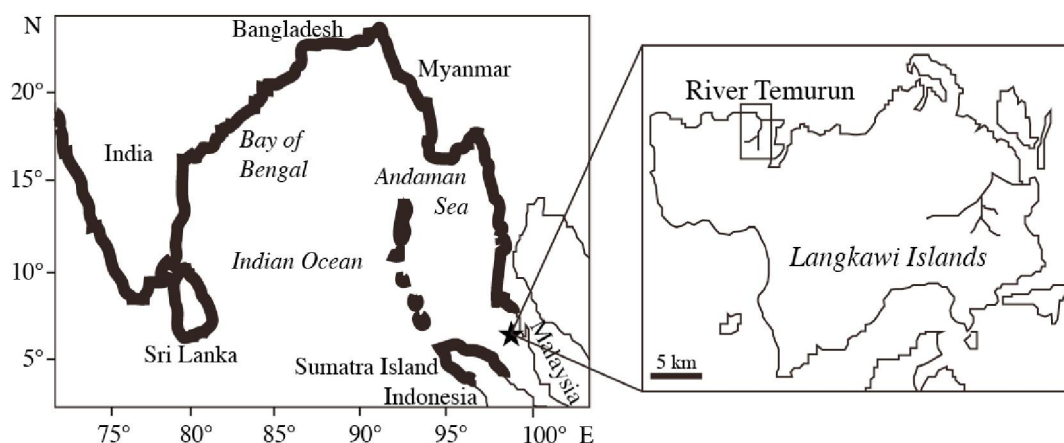 N
Bangladesh
Myanmar
20°
Bay of
Bengal
India
15°
Andaman
Sea
10°
Indian Ocean
Sri Lanka
5°
Sumatra Island
Indonesia
Malaysia
75°
80°
85°
90°
95°
100°
E
River Temurun
Langkawi Islands
5 km